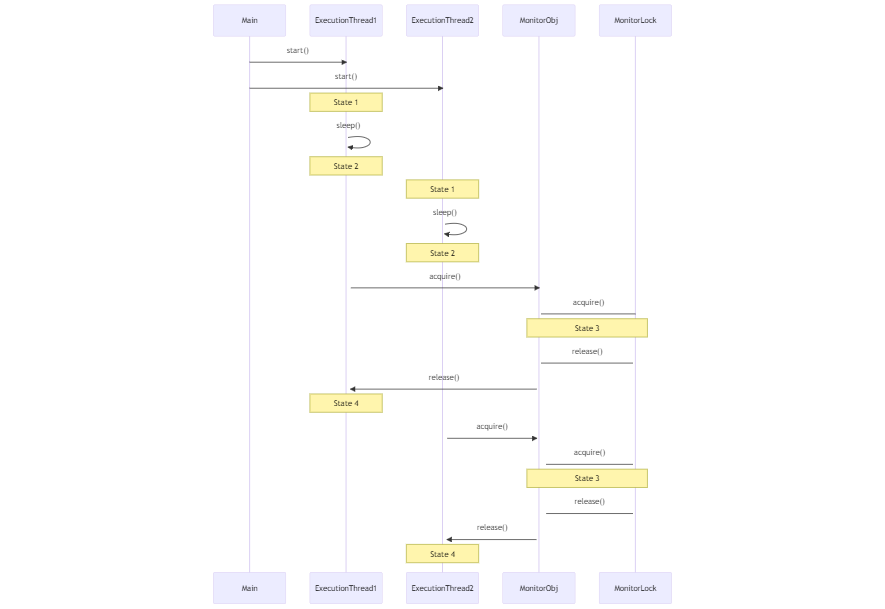 Main ExecutionThread1 ExecutionThread2 MonitorObj MonitorLock
start()
start()
State 1
sleep()
State 2
State 1
sleep()
State 2
acquire()
acquire()
State 3
release()
release()
State 4
acquire()
acquire()
State 3
release()
release()
State 4
Main ExecutionThread1 ExecutionThread2 MonitorObj MonitorLock